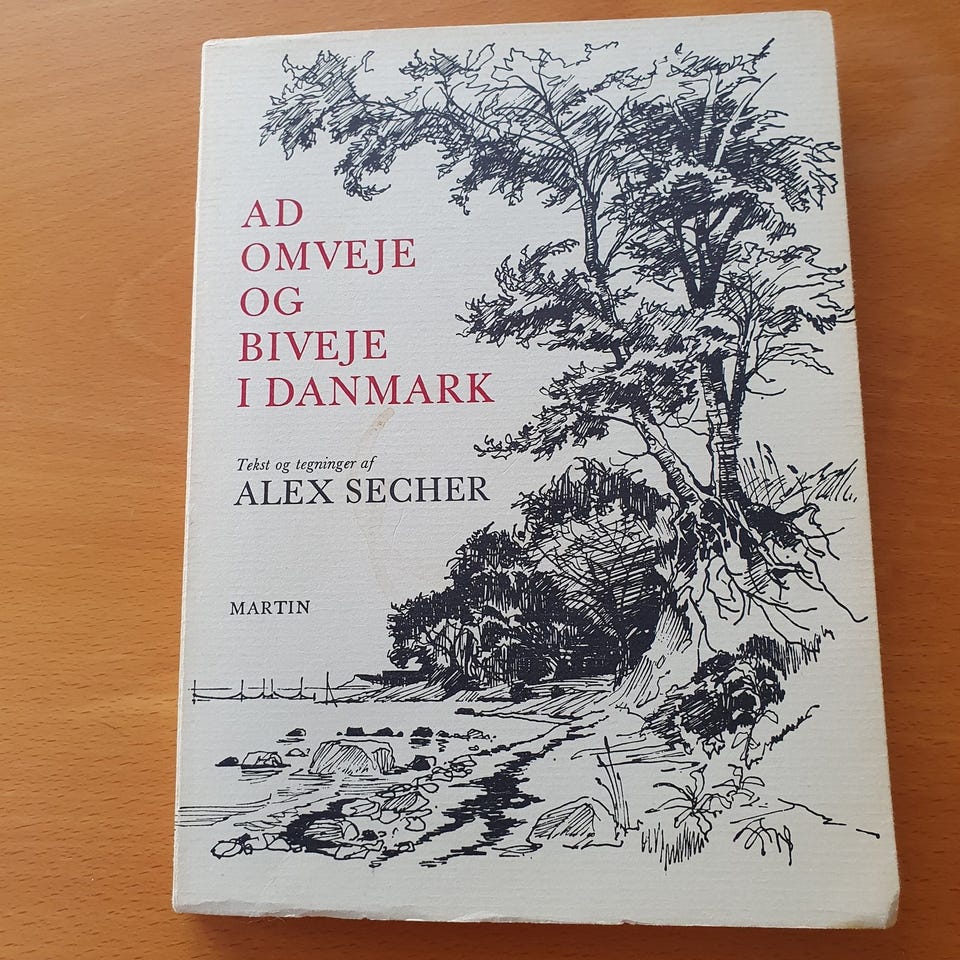 AD
OMVEJE
OG
BIVEJE
I DANMARK
Tekst og tegninger af
ALEX SECHER
MARTIN